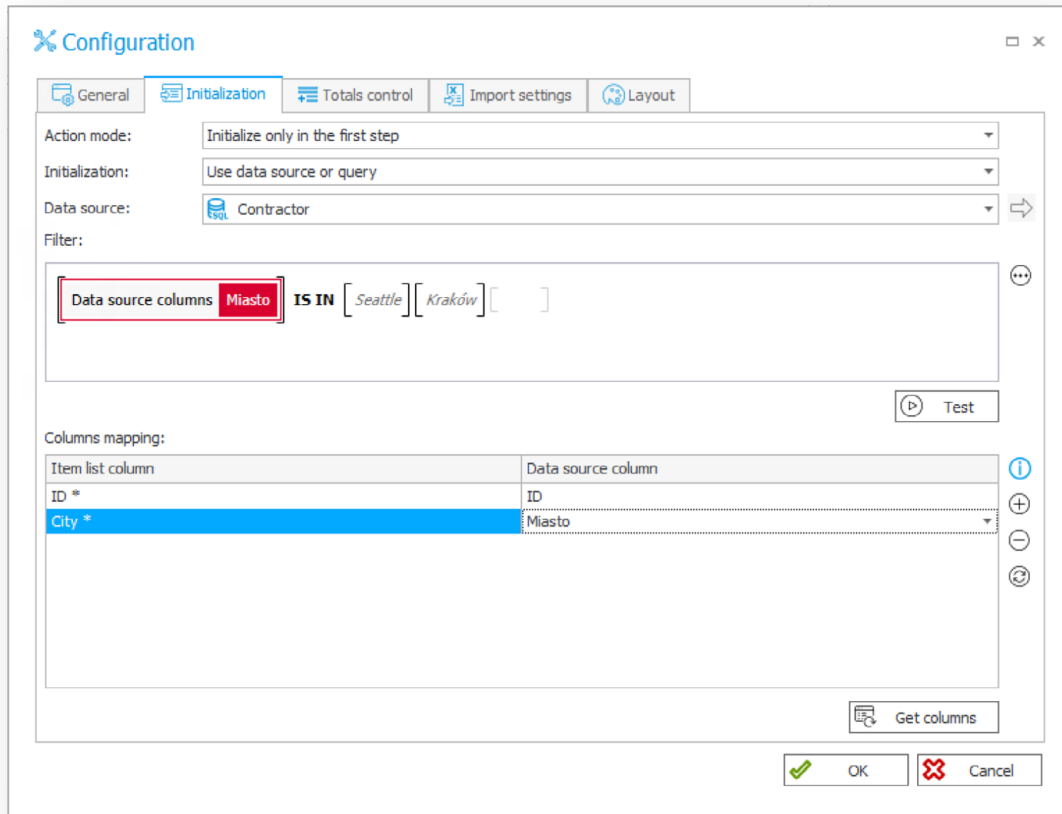 Configuration
General Initialization Totals control Import settings Layout
Action mode: Initialize only in the first step
Initialization: Use data source or query
Data source: SQL Contractor
Filter:
Data source columns Miasto IS IN [Seattle] [Kraków] [ ]
Test
Columns mapping:
Item list column Data source column
ID * ID
City * Miasto
Get columns
OK Cancel